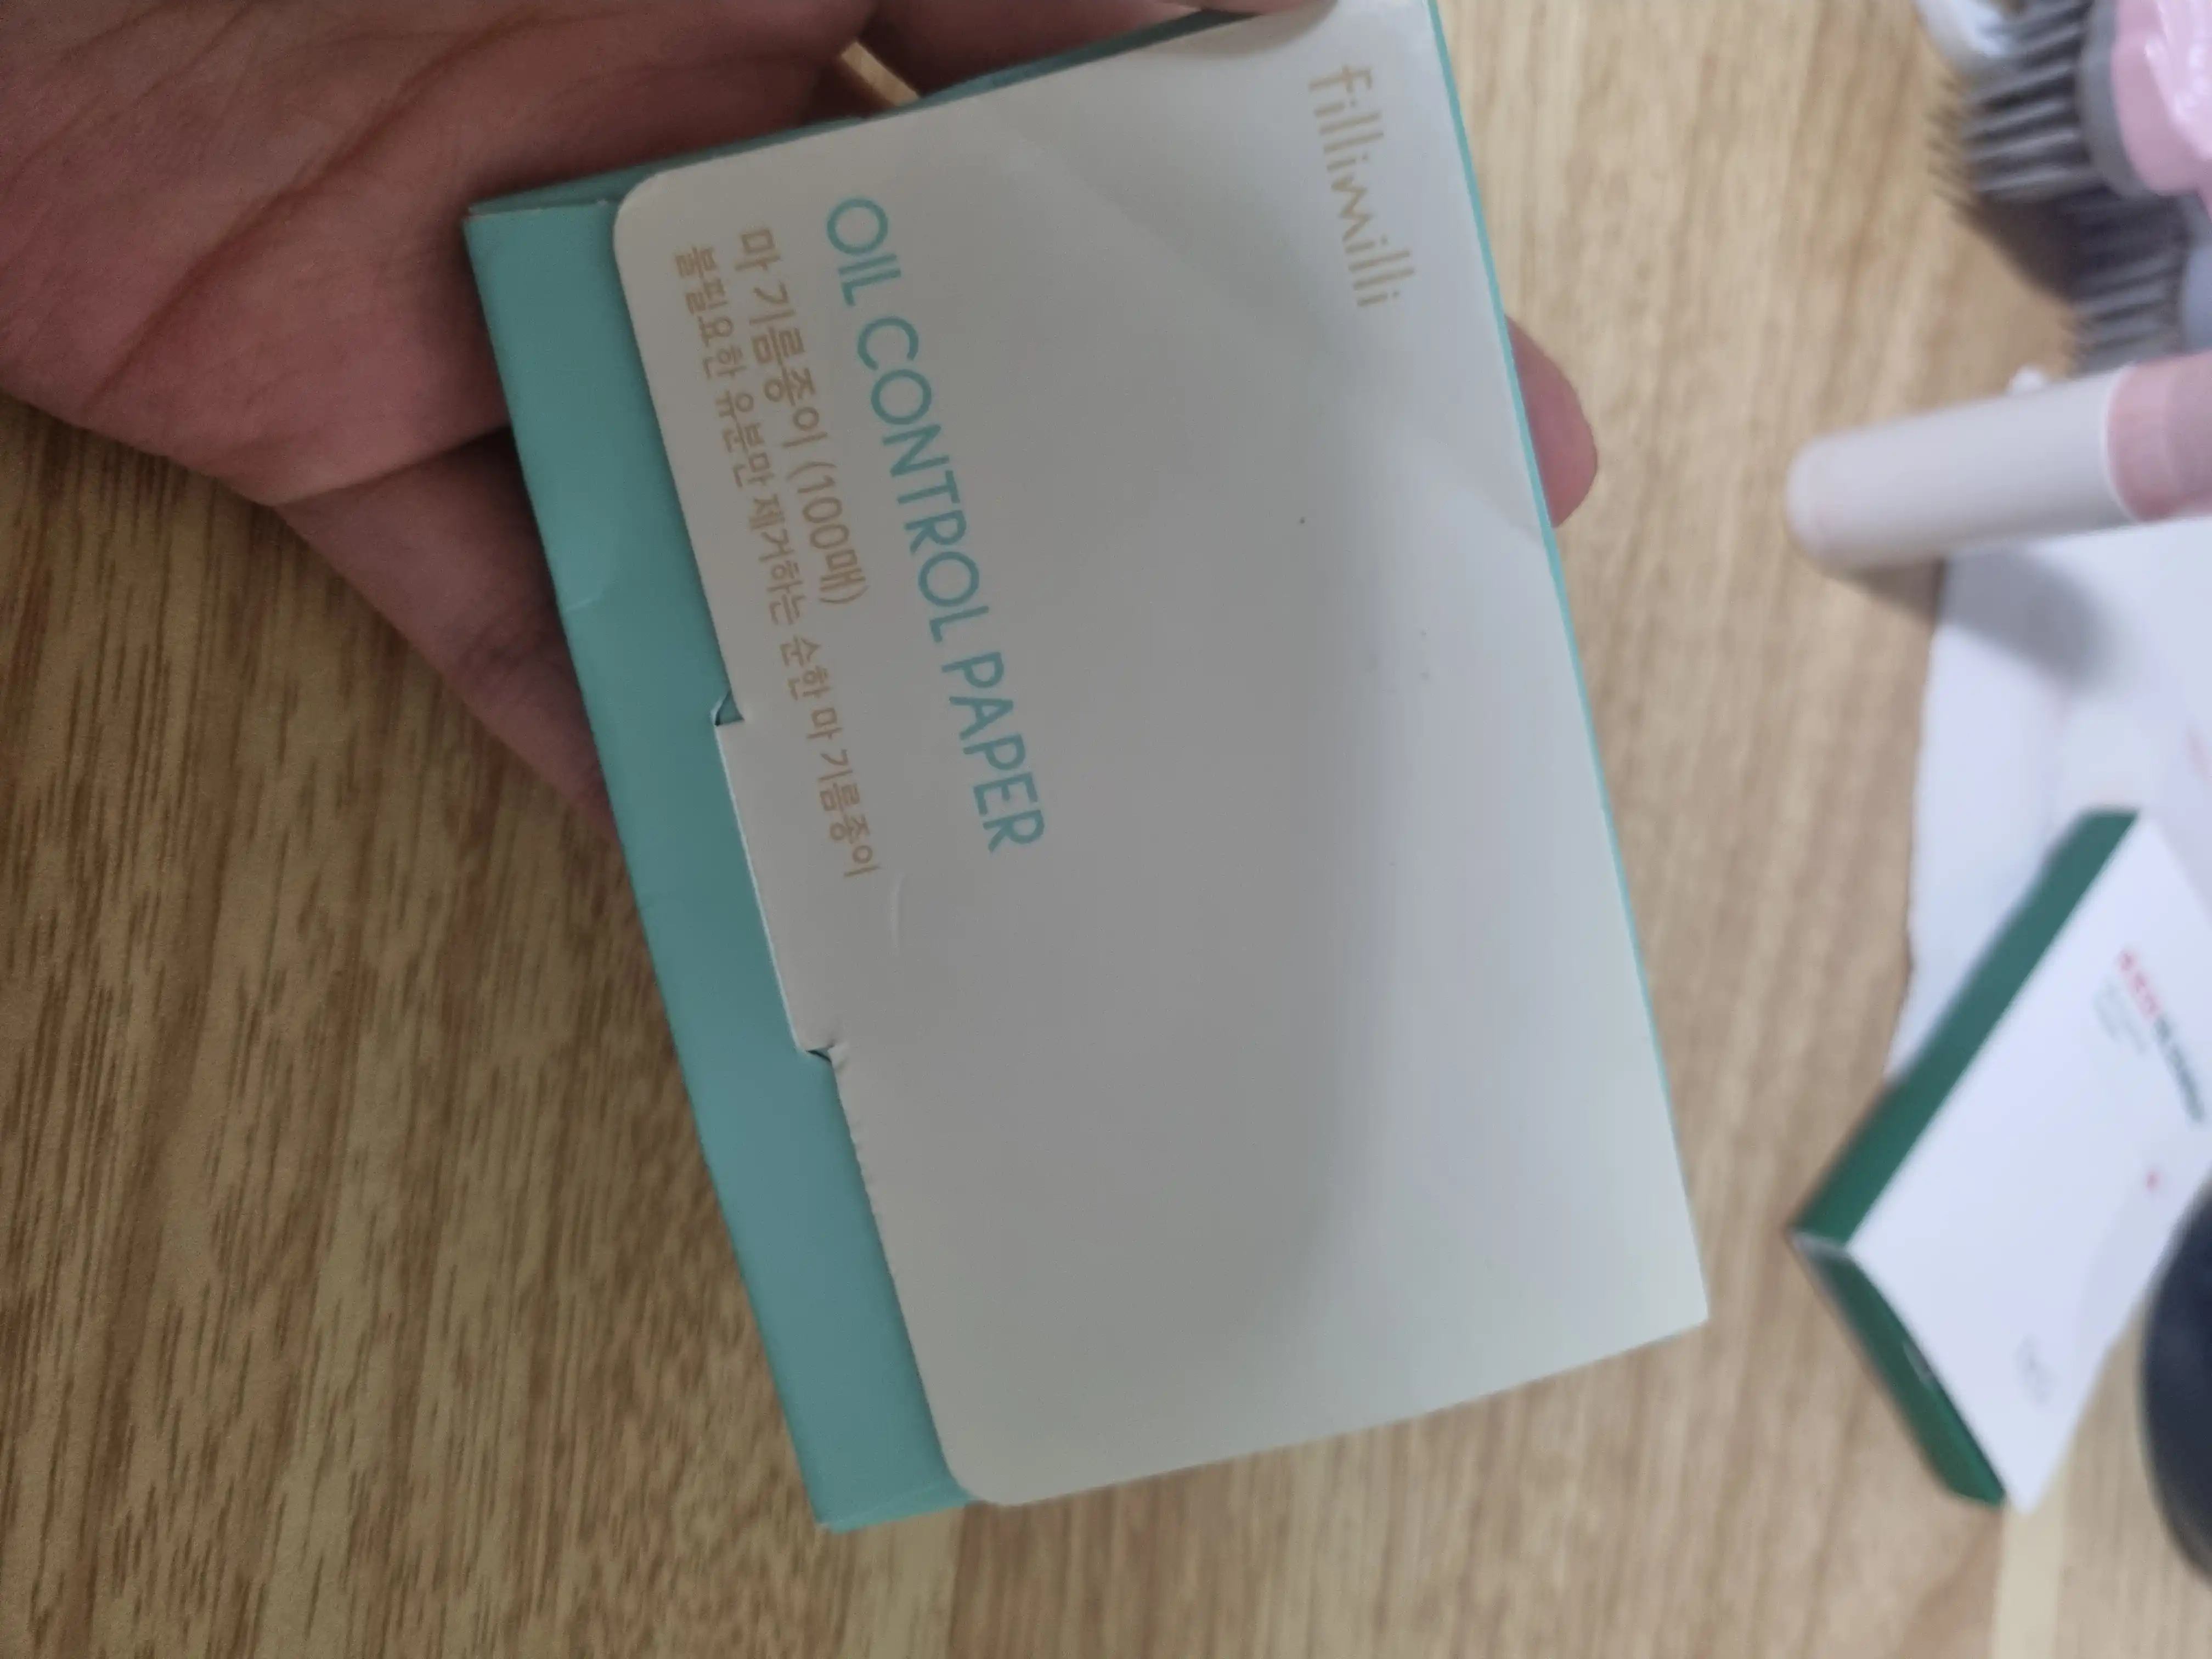 fillimilli
OIL CONTROL PAPER
마 기름종이 (100매)
불필요한 유분만 제거하는 순한 마 기름종이